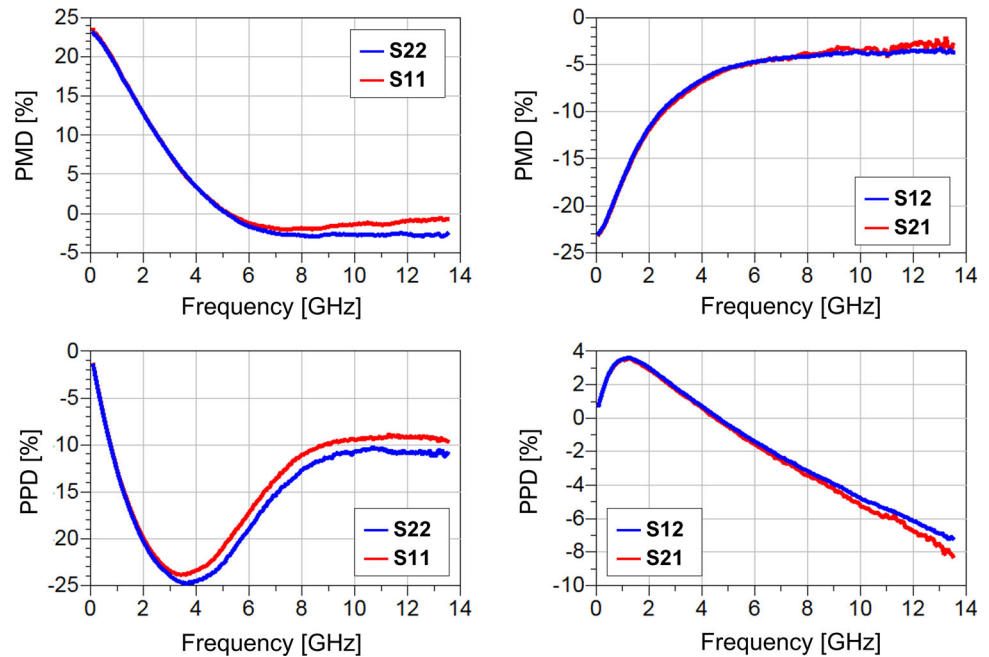 25
20
15
10
5
0
-5
PMD [%]
S22
S11
0 2 4 6 8 10 12 14
Frequency [GHz]
0
-5
-10
-15
-20
-25
PMD [%]
S12
S21
0 2 4 6 8 10 12 14
Frequency [GHz]
0
-5
-10
-15
-20
-25
PPD [%]
S22
S11
0 2 4 6 8 10 12 14
Frequency [GHz]
4
2
0
-2
-4
-6
-8
-10
PPD [%]
S12
S21
0 2 4 6 8 10 12 14
Frequency [GHz]